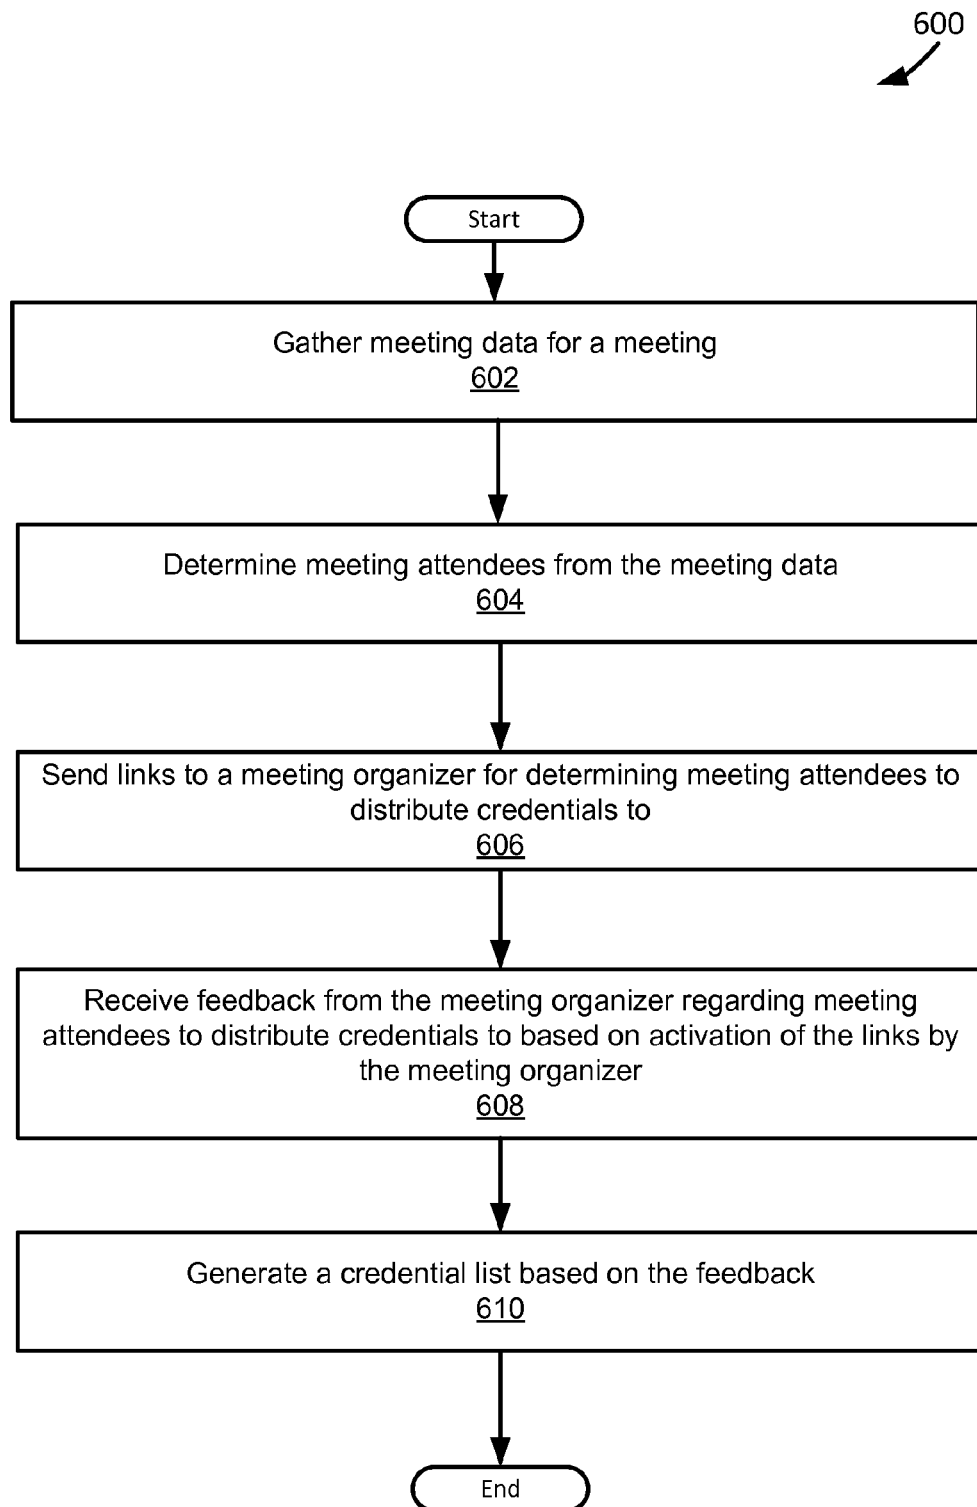 600
Start
Gather meeting data for a meeting
602
Determine meeting attendees from the meeting data
604
Send links to a meeting organizer for determining meeting attendees to
distribute credentials to
606
Receive feedback from the meeting organizer regarding meeting
attendees to distribute credentials to based on activation of the links by
the meeting organizer
608
Generate a credential list based on the feedback
610
End